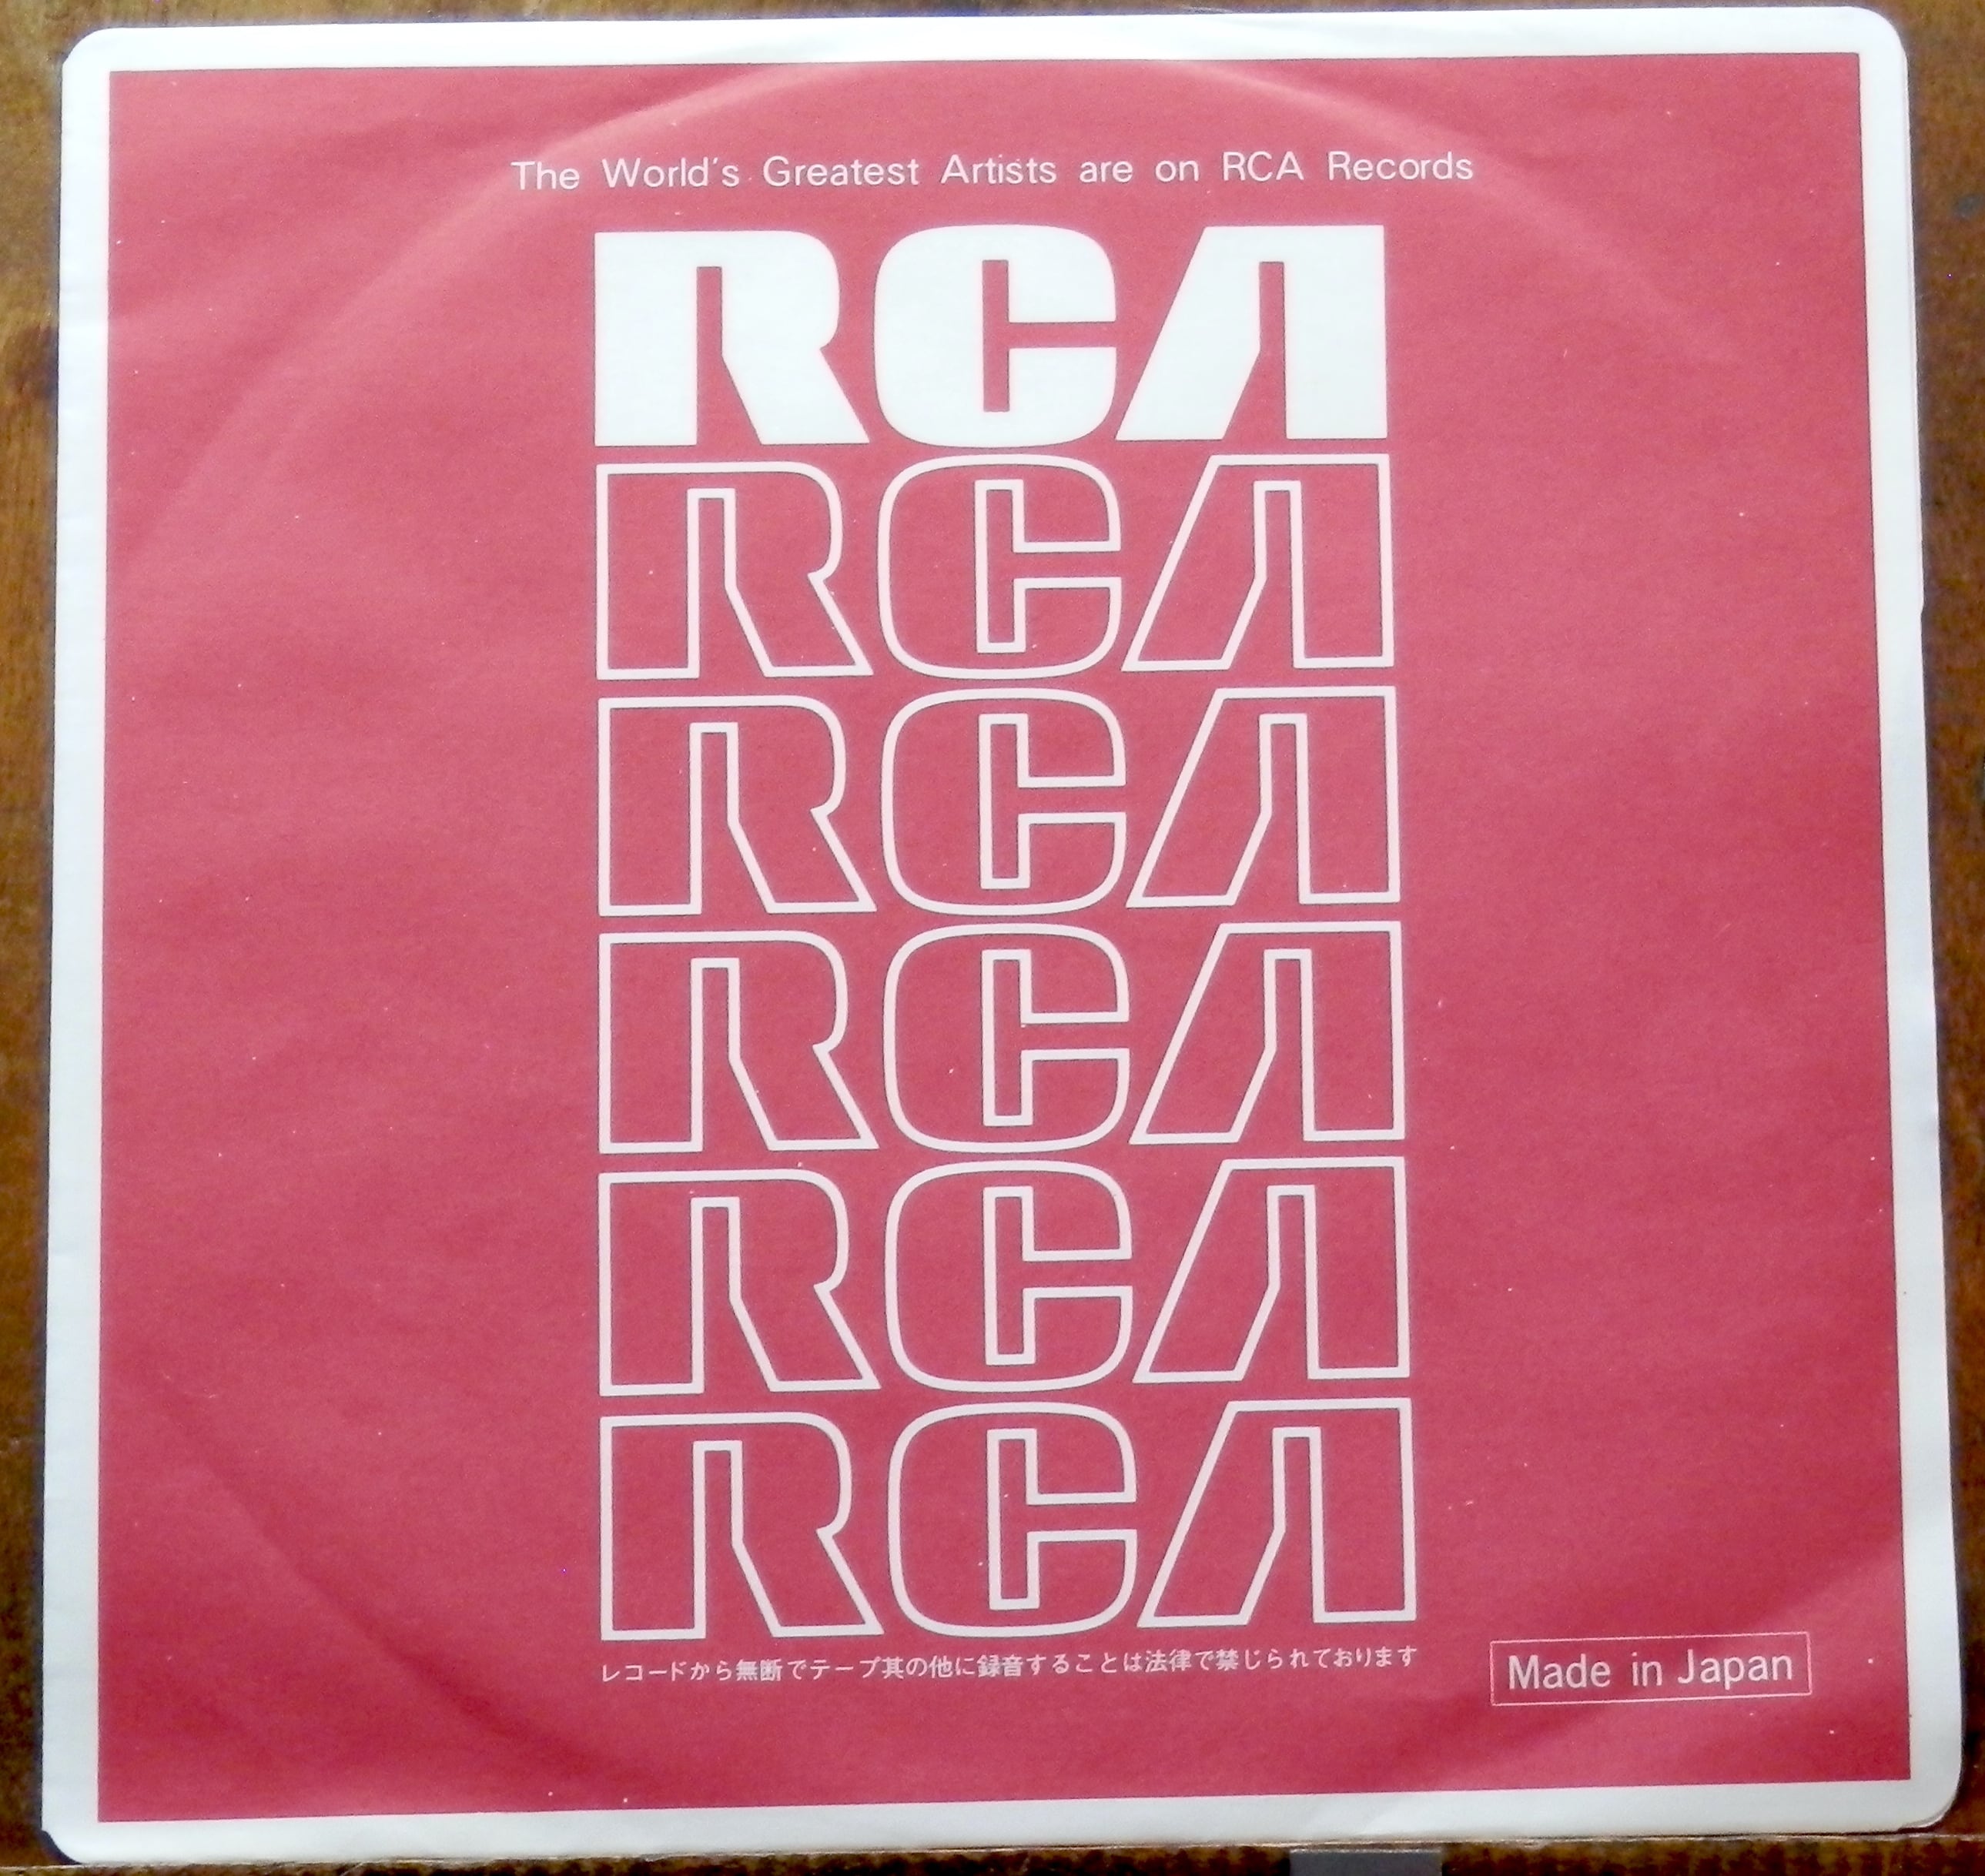 The World's Greatest Artists are on RCA Records
RCA
RCA
RCA
RCA
RCA
RCA
レコードから無断でテープ其の他に録音することは法律で禁じられております
Made in Japan